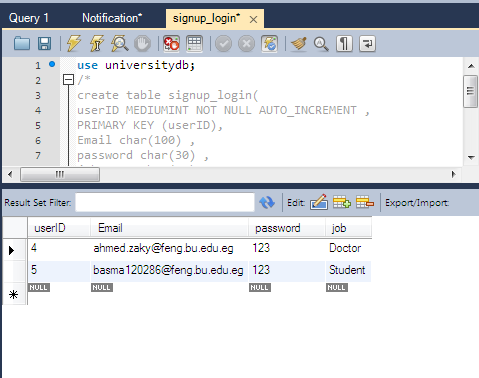 Query 1 Notification* signup_login* ×
1 use universitydb;
2 /*
3 create table signup_login(
4 userID MEDIUMINT NOT NULL AUTO_INCREMENT ,
5 PRIMARY KEY (userID),
6 Email char(100) ,
7 password char(30) ,
Result Set Filter: Edit: Export/Import:
userID Email password job
4 ahmed.zaky@feng.bu.edu.eg 123 Doctor
5 basma120286@feng.bu.edu.eg 123 Student
NULL NULL NULL NULL